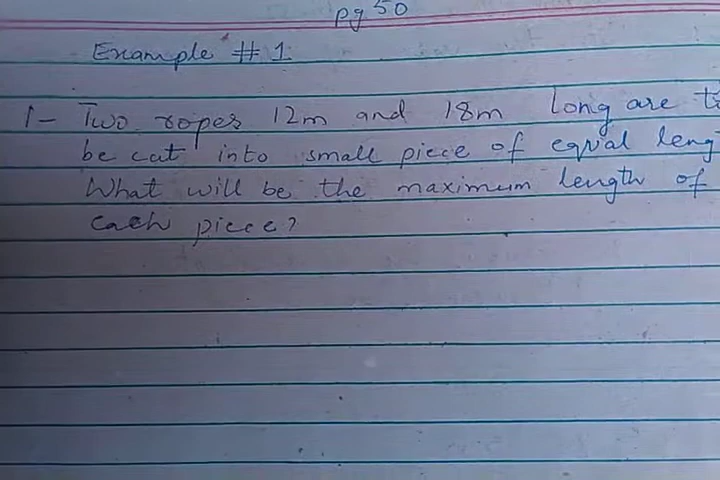 pg 50
Example # 1
1- Two ropes 12m and 18m long are to
be cut into small piece of equal leng
What will be the maximum length of
each piece?